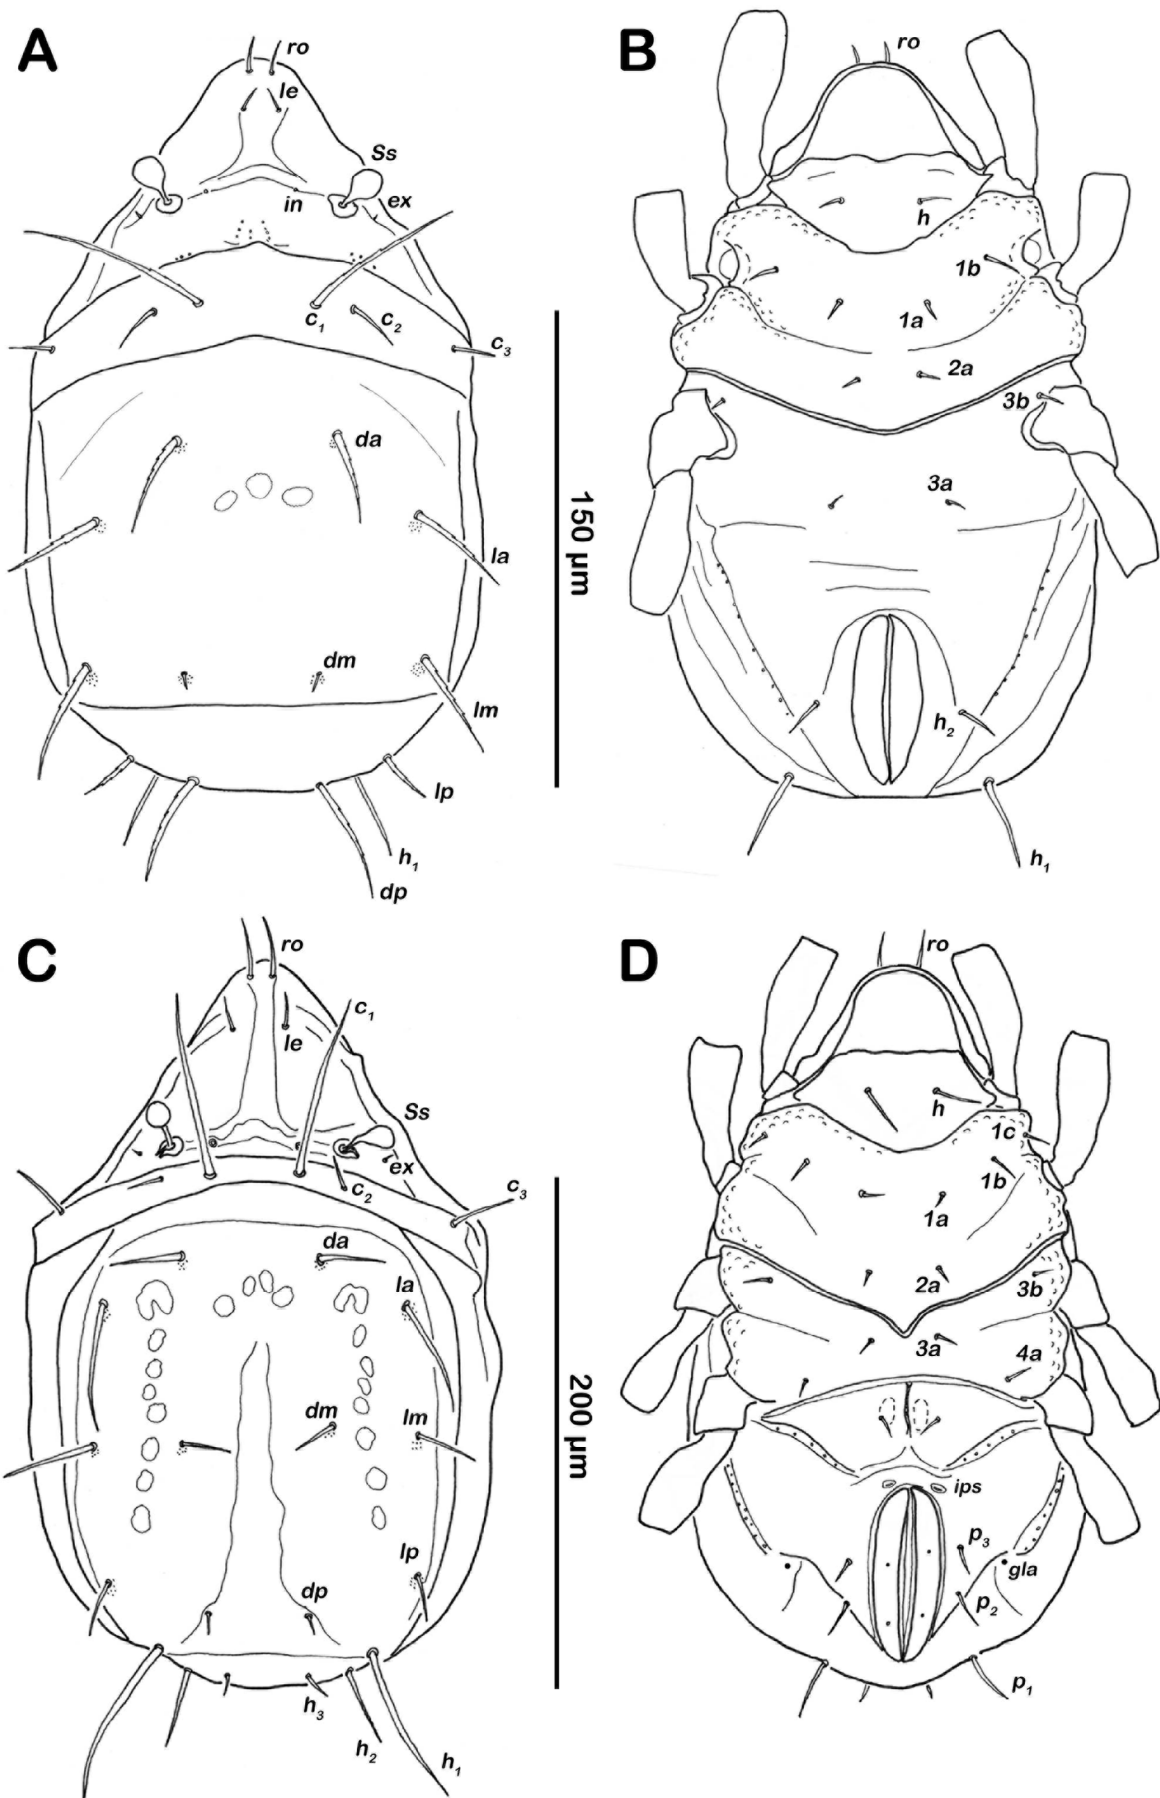 A
ro
le
Ss
in
ex
c₁
c₂
c₃
da
la
dm
lm
lp
h₁
dp
B
ro
h
1b
1a
2a
3b
3a
h₂
h₁
150 µm
C
ro
c₁
le
Ss
ex
c₂
c₃
da
la
dm
lm
lp
dp
h₃
h₂
h₁
D
ro
h
1c
1b
1a
2a
3b
3a
4a
ips
p₃
gla
p₂
p₁
200 µm